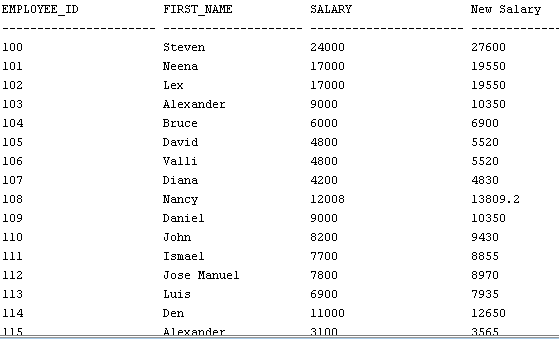 EMPLOYEE_ID FIRST_NAME SALARY New Salary
100 Steven 24000 27600
101 Neena 17000 19550
102 Lex 17000 19550
103 Alexander 9000 10350
104 Bruce 6000 6900
105 David 4800 5520
106 Valli 4800 5520
107 Diana 4200 4830
108 Nancy 12008 13809.2
109 Daniel 9000 10350
110 John 8200 9430
111 Ismael 7700 8855
112 Jose Manuel 7800 8970
113 Luis 6900 7935
114 Den 11000 12650
115 Alexander 3100 3565